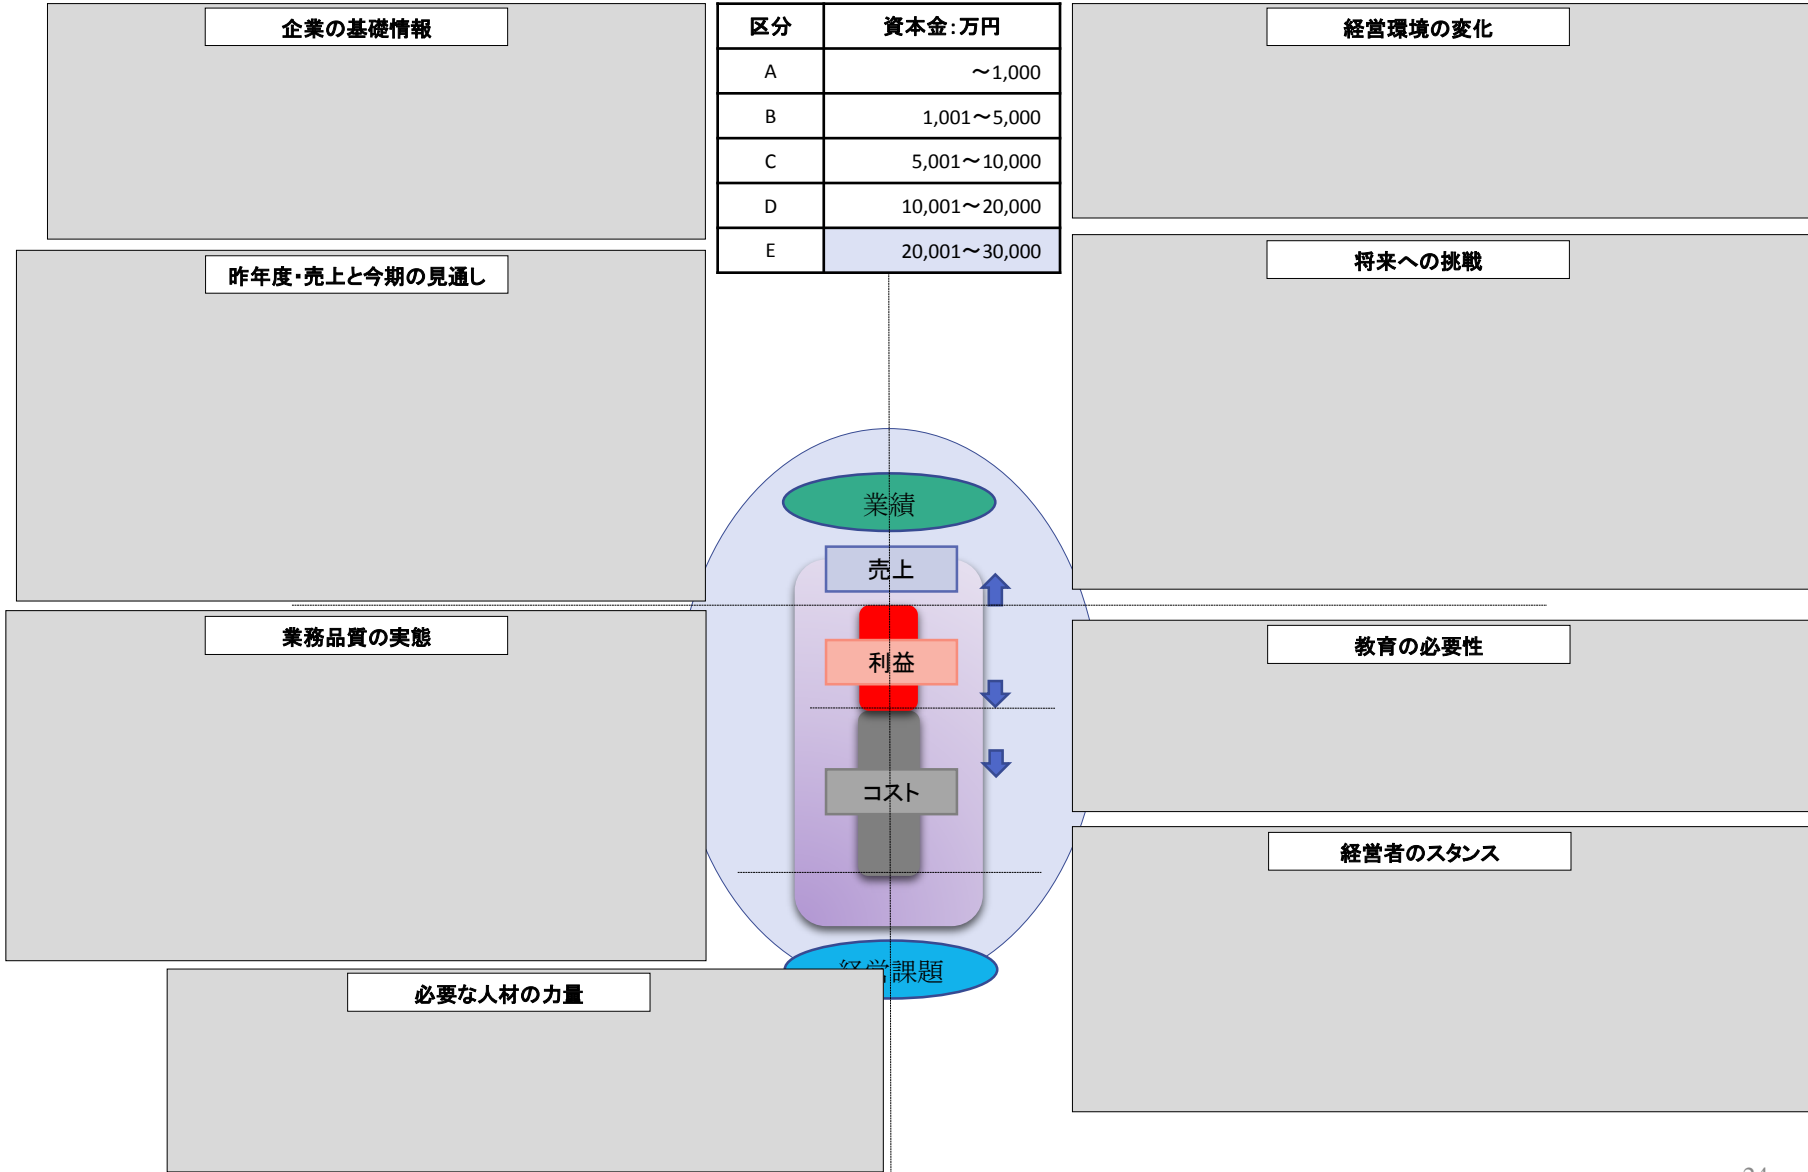 企業の基礎情報
区分 資本金:万円
A ～1,000
B 1,001～5,000
C 5,001～10,000
D 10,001～20,000
E 20,001～30,000
経営環境の変化
昨年度・売上と今期の見通し
将来への挑戦
業績
売上
利益
コスト
経営課題
業務品質の実態
教育の必要性
経営者のスタンス
必要な人材の力量